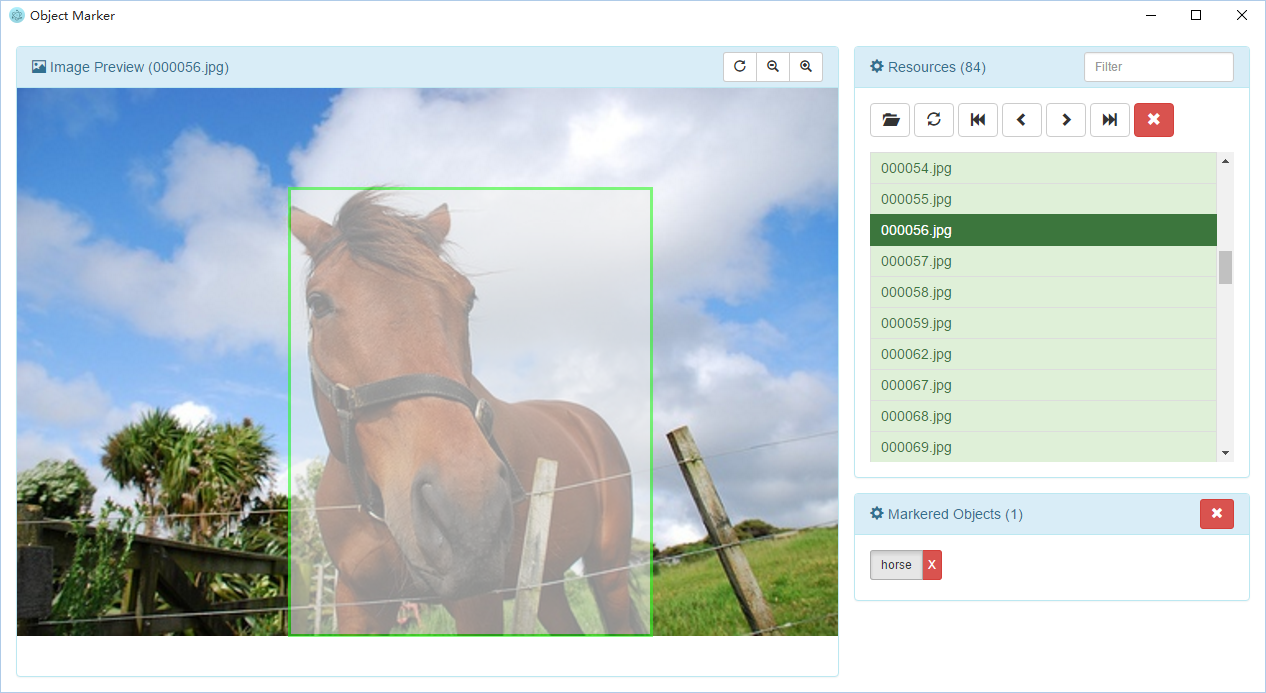 Object Marker
Image Preview (000056.jpg)
Resources (84)
Filter
000054.jpg
000055.jpg
000056.jpg
000057.jpg
000058.jpg
000059.jpg
000062.jpg
000067.jpg
000068.jpg
000069.jpg
Markered Objects (1)
horse X